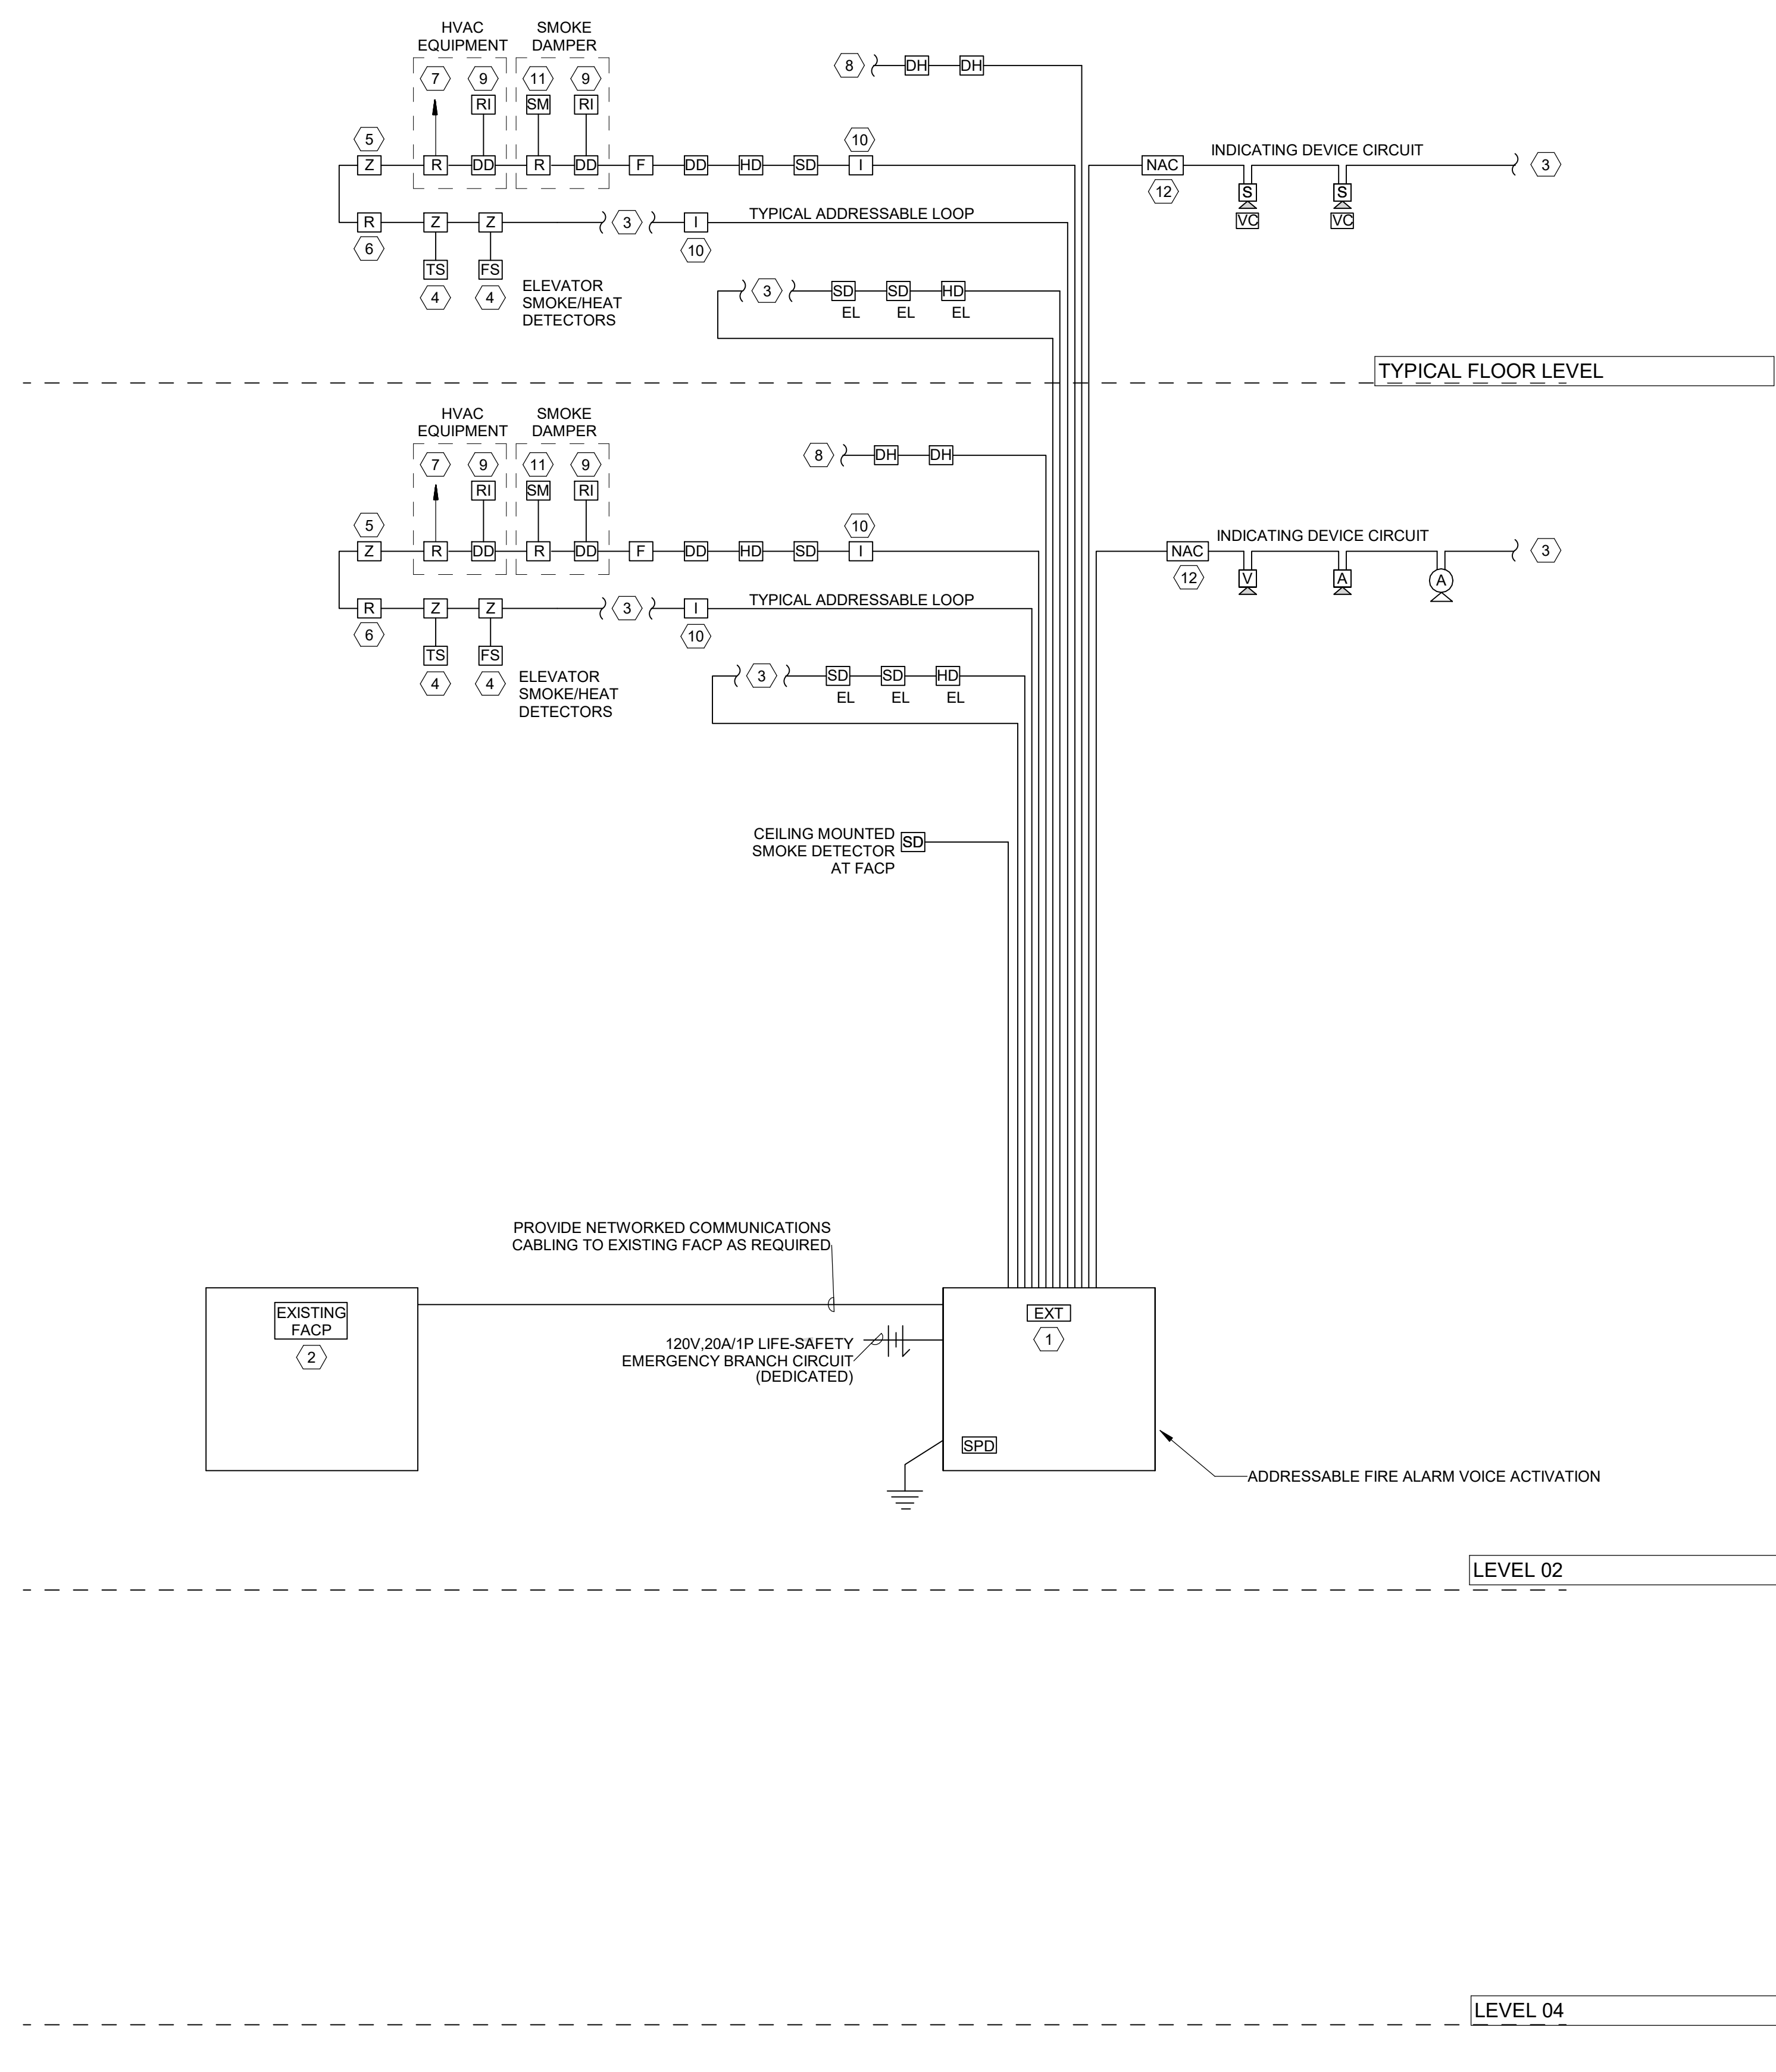 HVAC
EQUIPMENT
SMOKE
DAMPER
7
9
11
9
RI
SM
RI
8
DH
DH
5
10
Z
R
DD
R
DD
F
DD
HD
SD
I
NAC
INDICATING DEVICE CIRCUIT
3
12
S
S
VC
VC
R
Z
Z
3
I
TYPICAL ADDRESSABLE LOOP
6
10
TS
FS
4
4
ELEVATOR
SMOKE/HEAT
DETECTORS
3
SD
SD
HD
EL
EL
EL
TYPICAL FLOOR LEVEL
HVAC
EQUIPMENT
SMOKE
DAMPER
7
9
11
9
RI
SM
RI
8
DH
DH
5
10
Z
R
DD
R
DD
F
DD
HD
SD
I
NAC
INDICATING DEVICE CIRCUIT
3
12
V
A
A
R
Z
Z
3
I
TYPICAL ADDRESSABLE LOOP
6
10
TS
FS
4
4
ELEVATOR
SMOKE/HEAT
DETECTORS
3
SD
SD
HD
EL
EL
EL
CEILING MOUNTED
SMOKE DETECTOR
AT FACP
SD
PROVIDE NETWORKED COMMUNICATIONS
CABLING TO EXISTING FACP AS REQUIRED
EXISTING
FACP
2
120V,20A/1P LIFE-SAFETY
EMERGENCY BRANCH CIRCUIT
(DEDICATED)
EXT
1
SPD
ADDRESSABLE FIRE ALARM VOICE ACTIVATION
LEVEL 02
LEVEL 04